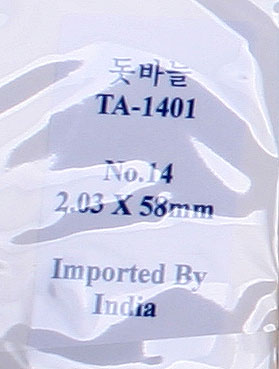 돗바늘
TA-1401
No.14
2.03 X 58mm
Imported By
India